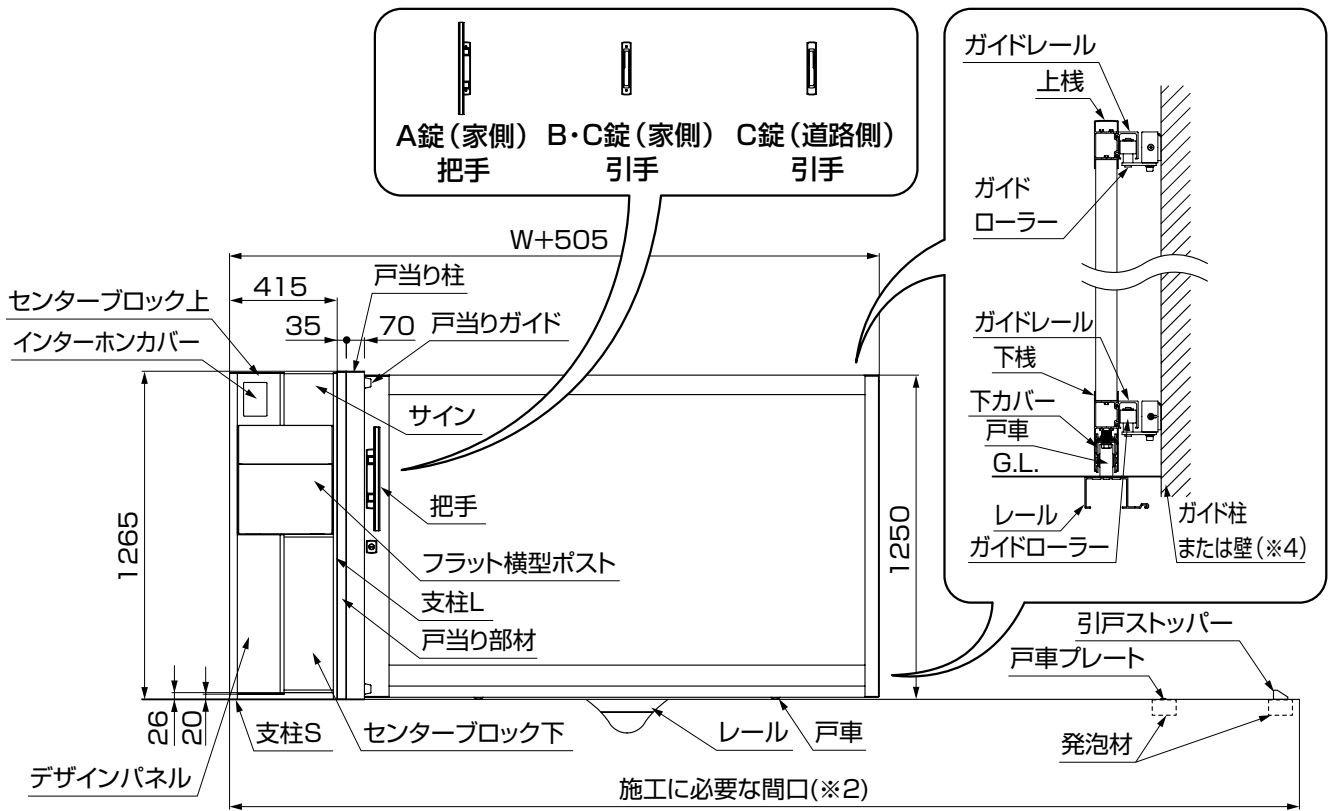 A錠(家側)
把手
B・C錠(家側)
引手
C錠(道路側)
引手
ガイドレール
上桟
ガイド
ローラー
ガイドレール
下桟
下カバー
戸車
G.L.
レール
ガイドローラー
ガイド柱
または壁(※4)
W+505
415
戸当り柱
35
70
戸当りガイド
センターブロック上
インターホンカバー
サイン
把手
フラット横型ポスト
支柱L
戸当り部材
1265
1250
引戸ストッパー
戸車プレート
26
20
支柱S
センターブロック下
レール
戸車
発泡材
デザインパネル
施工に必要な間口(※2)